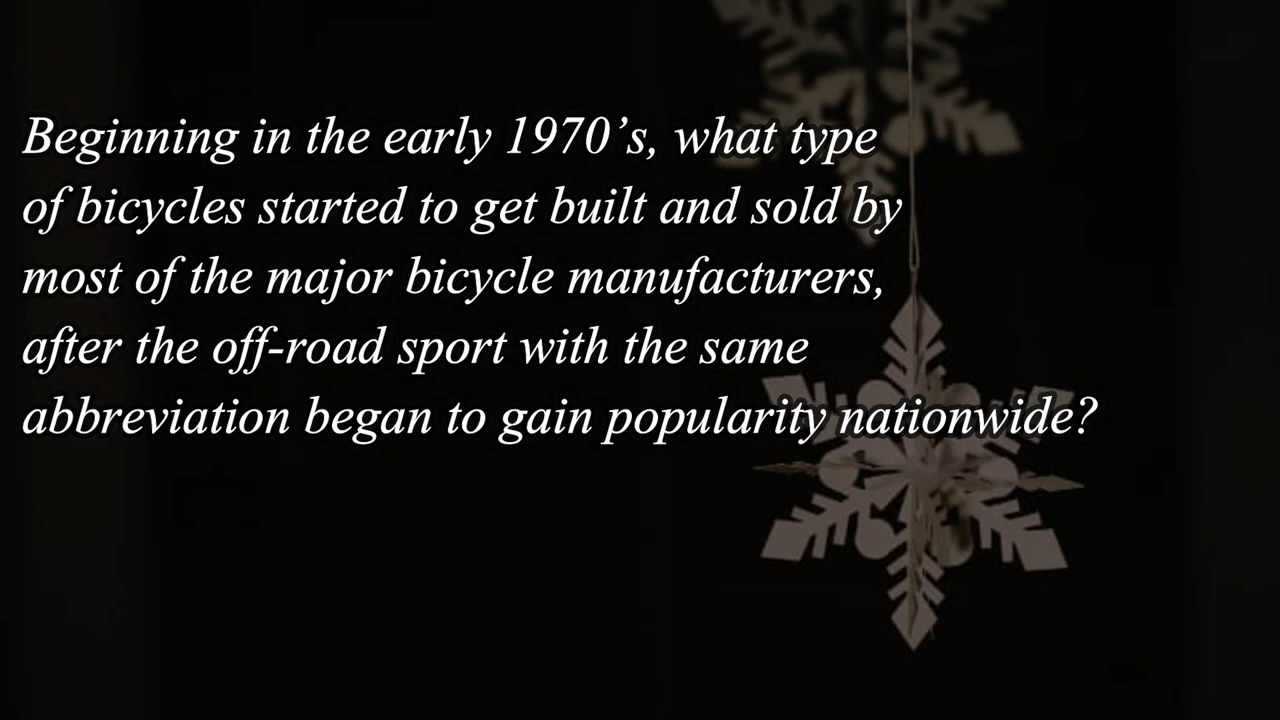 Beginning in the early 1970’s, what type
of bicycles started to get built and sold by
most of the major bicycle manufacturers,
after the off-road sport with the same
abbreviation began to gain popularity nationwide?